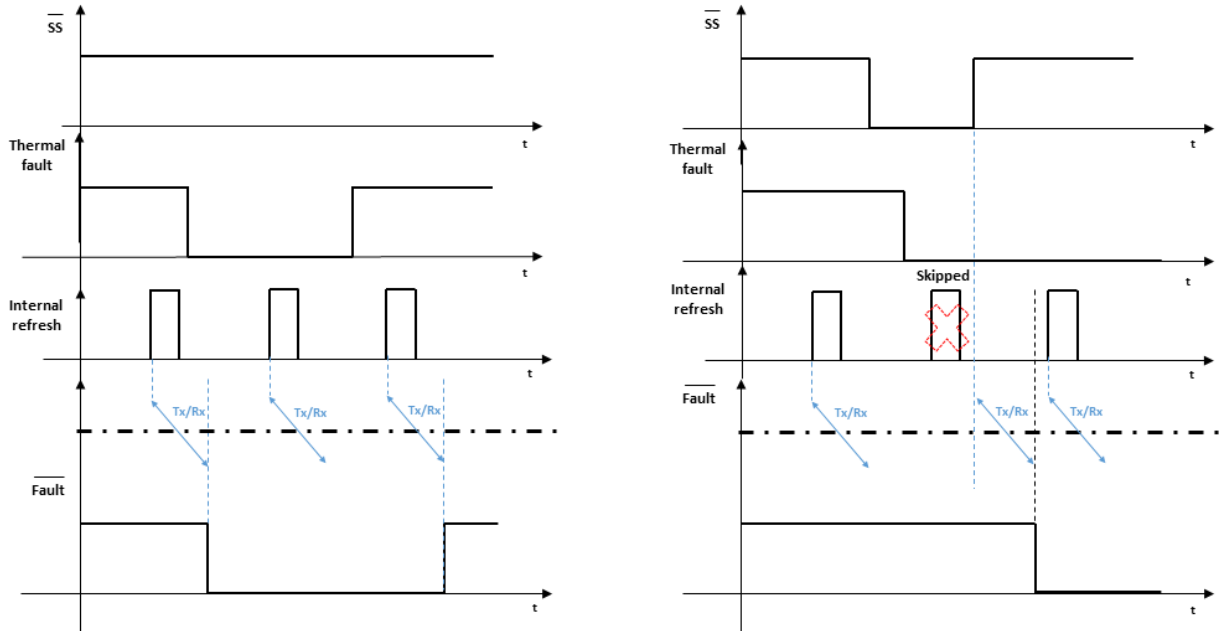 SS
t
Thermal
fault
t
Internal
refresh
t
Tx/Rx
Tx/Rx
Tx/Rx
Fault
t
SS
t
Thermal
fault
t
Skipped
Internal
refresh
t
Fault
Tx/Rx
Tx/Rx
Tx/Rx
t